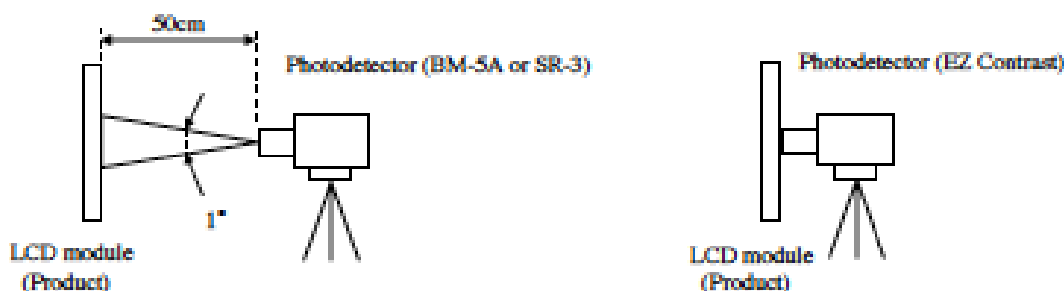 50cm
Photodetector (BM-5A or SR-3)
1°
LCD module
(Product)
Photodetector (EZ Contrast)
LCD module
(Product)